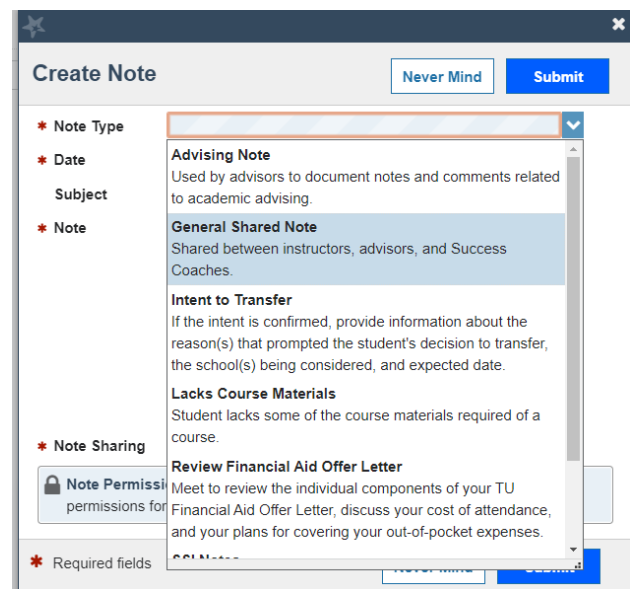 Create Note
Never Mind
Submit
* Note Type
* Date
Subject
* Note
Advising Note
Used by advisors to document notes and comments related
to academic advising.
General Shared Note
Shared between instructors, advisors, and Success
Coaches.
Intent to Transfer
If the intent is confirmed, provide information about the
reason(s) that prompted the student's decision to transfer,
the school(s) being considered, and expected date.
Lacks Course Materials
Student lacks some of the course materials required of a
course.
Review Financial Aid Offer Letter
Meet to review the individual components of your TU
Financial Aid Offer Letter, discuss your cost of attendance,
and your plans for covering your out-of-pocket expenses.
* Note Sharing
Note Permissi
permissions for
* Required fields